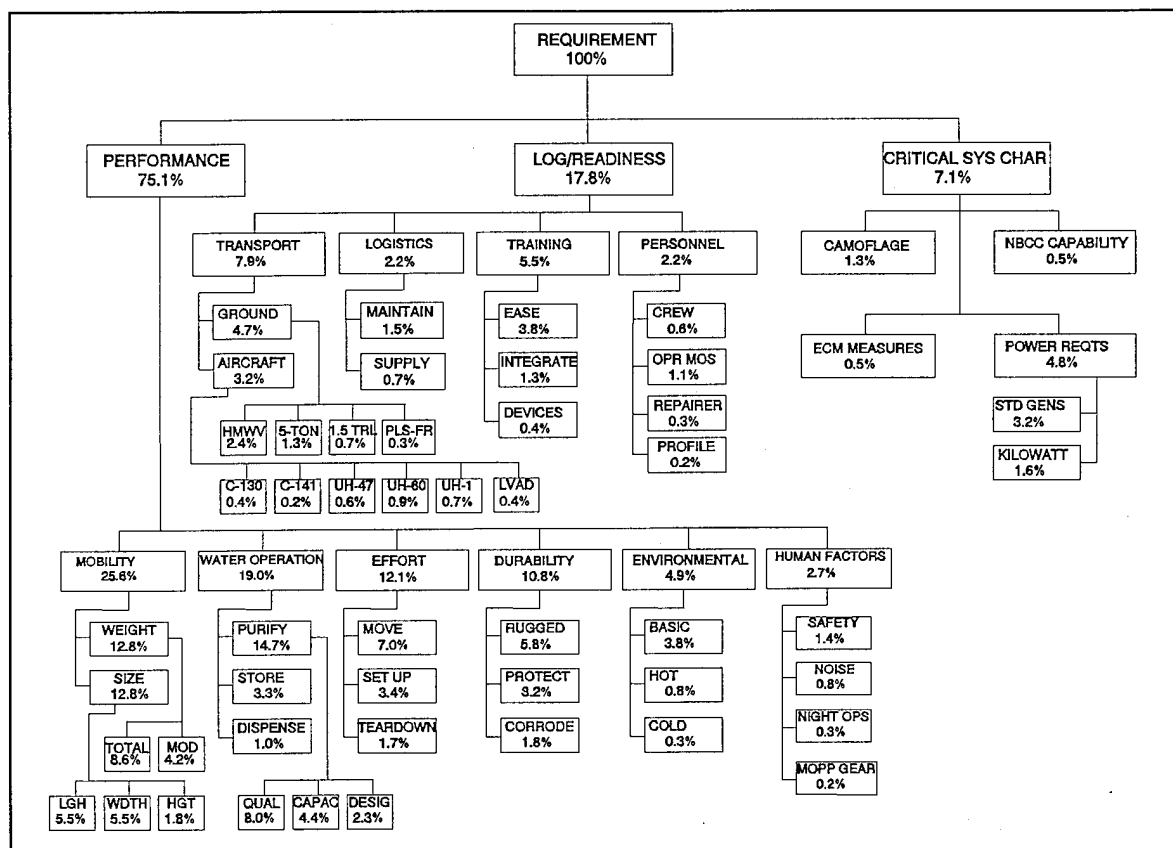 REQUIREMENT
100%
PERFORMANCE
75.1%
LOG/READINESS
17.8%
CRITICAL SYS CHAR
7.1%
TRANSPORT
7.9%
LOGISTICS
2.2%
TRAINING
5.5%
PERSONNEL
2.2%
CAMOFLAGE
1.3%
NBCC CAPABILITY
0.5%
GROUND
4.7%
AIRCRAFT
3.2%
MAINTAIN
1.5%
SUPPLY
0.7%
EASE
3.8%
INTEGRATE
1.3%
DEVICES
0.4%
CREW
0.6%
OPR MOS
1.1%
REPAIRER
0.3%
PROFILE
0.2%
ECM MEASURES
0.5%
POWER REQTS
4.8%
STD GENS
3.2%
KILOWATT
1.6%
HMWV
2.4%
5-TON
1.3%
1.5 TRL
0.7%
PLS-FR
0.3%
C-130
0.4%
C-141
0.2%
UH-47
0.6%
UH-60
0.9%
UH-1
0.7%
LVAD
0.4%
MOBILITY
25.6%
WATER OPERATION
19.0%
EFFORT
12.1%
DURABILITY
10.8%
ENVIRONMENTAL
4.9%
HUMAN FACTORS
2.7%
WEIGHT
12.8%
SIZE
12.8%
TOTAL
8.6%
MOD
4.2%
LGH
5.5%
WDTH
5.5%
HGT
1.8%
PURIFY
14.7%
STORE
3.3%
DISPENSE
1.0%
QUAL
8.0%
CAPAC
4.4%
DESIG
2.3%
MOVE
7.0%
SET UP
3.4%
TEARDOWN
1.7%
RUGGED
5.8%
PROTECT
3.2%
CORRODE
1.8%
BASIC
3.8%
HOT
0.8%
COLD
0.3%
SAFETY
1.4%
NOISE
0.8%
NIGHT OPS
0.3%
MOPP GEAR
0.2%